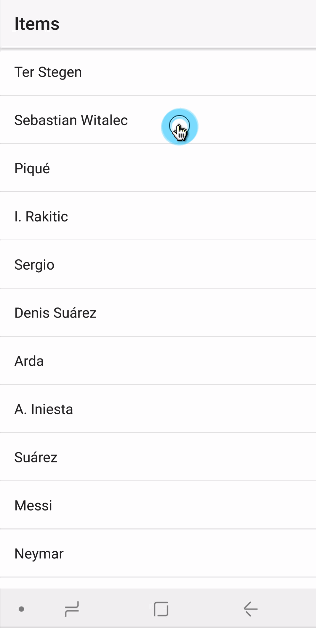 Items
Ter Stegen
Sebastian Witalec
Piqué
I. Rakitic
Sergio
Denis Suárez
Arda
A. Iniesta
Suárez
Messi
Neymar